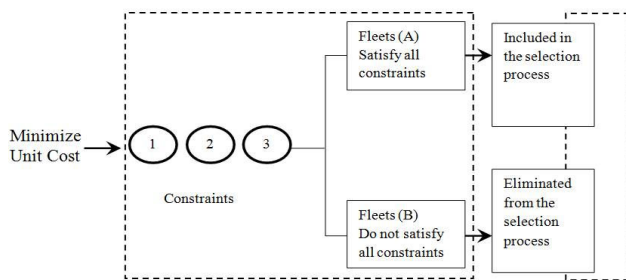 Minimize
Unit Cost
1 2 3
Constraints
Fleets (A)
Satisfy all
constraints
Included in
the selection
process
Fleets (B)
Do not satisfy
all constraints
Eliminated
from the
selection
process